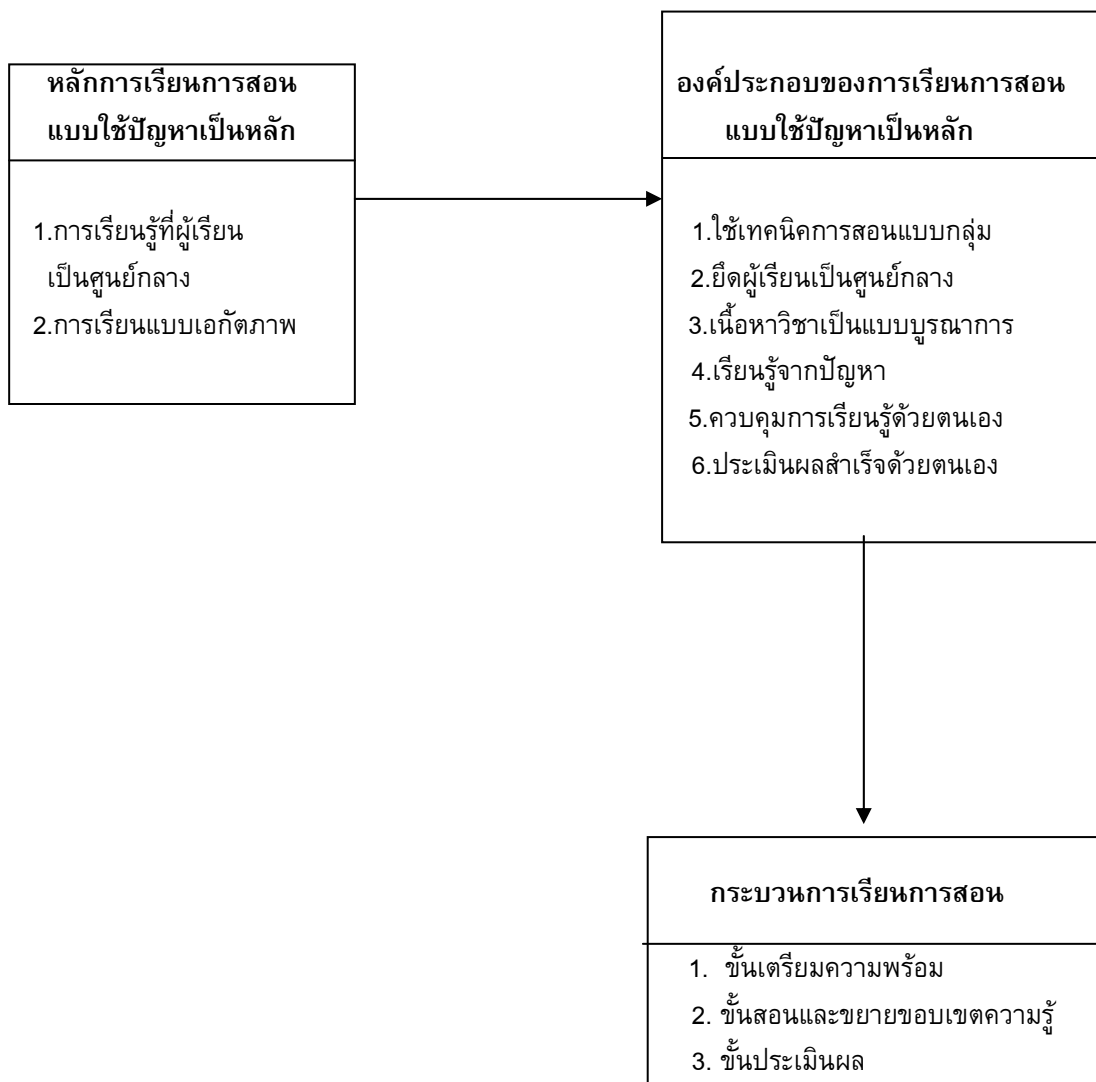 หลักการเรียนการสอน
แบบใช้ปัญหาเป็นหลัก
1.การเรียนรู้ที่ผู้เรียน
เป็นศูนย์กลาง
2.การเรียนแบบเอกัตภาพ
องค์ประกอบของการเรียนการสอน
แบบใช้ปัญหาเป็นหลัก
1.ใช้เทคนิคการสอนแบบกลุ่ม
2.ยึดผู้เรียนเป็นศูนย์กลาง
3.เนื้อหาวิชาเป็นแบบบูรณาการ
4.เรียนรู้จากปัญหา
5.ควบคุมการเรียนรู้ด้วยตนเอง
6.ประเมินผลสำเร็จด้วยตนเอง
กระบวนการเรียนการสอน
1. ขั้นเตรียมความพร้อม
2. ขั้นสอนและขยายขอบเขตความรู้
3. ขั้นประเมินผล